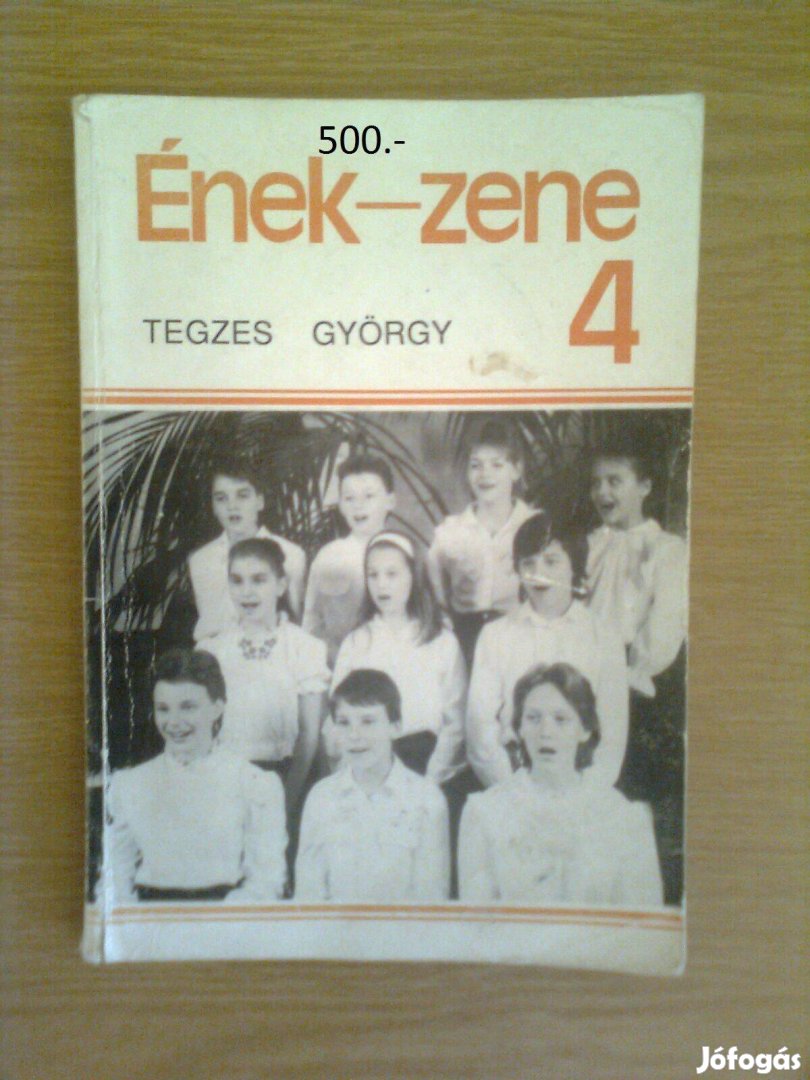 500.-
Ének–zene
4
TEGZES GYÖRGY
Jófogás